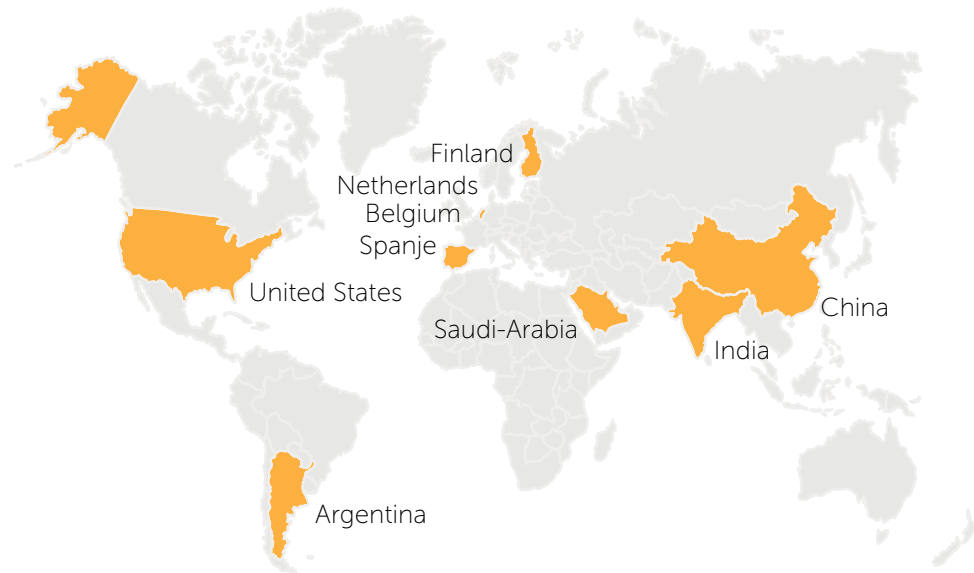 Finland
Netherlands
Belgium
Spanje
United States
China
Saudi-Arabia
India
Argentina